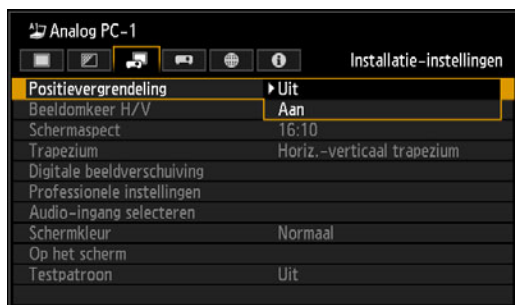 Analog PC-1
Installatie-instellingen
Positievergrendeling Uit
Beeldomkeer H/V Aan
Schermaspect 16:10
Trapezium Horiz.-verticaal trapezium
Digitale beeldverschuiving
Professionele instellingen
Audio-ingang selecteren
Schermkleur Normaal
Op het scherm
Testpatroon Uit